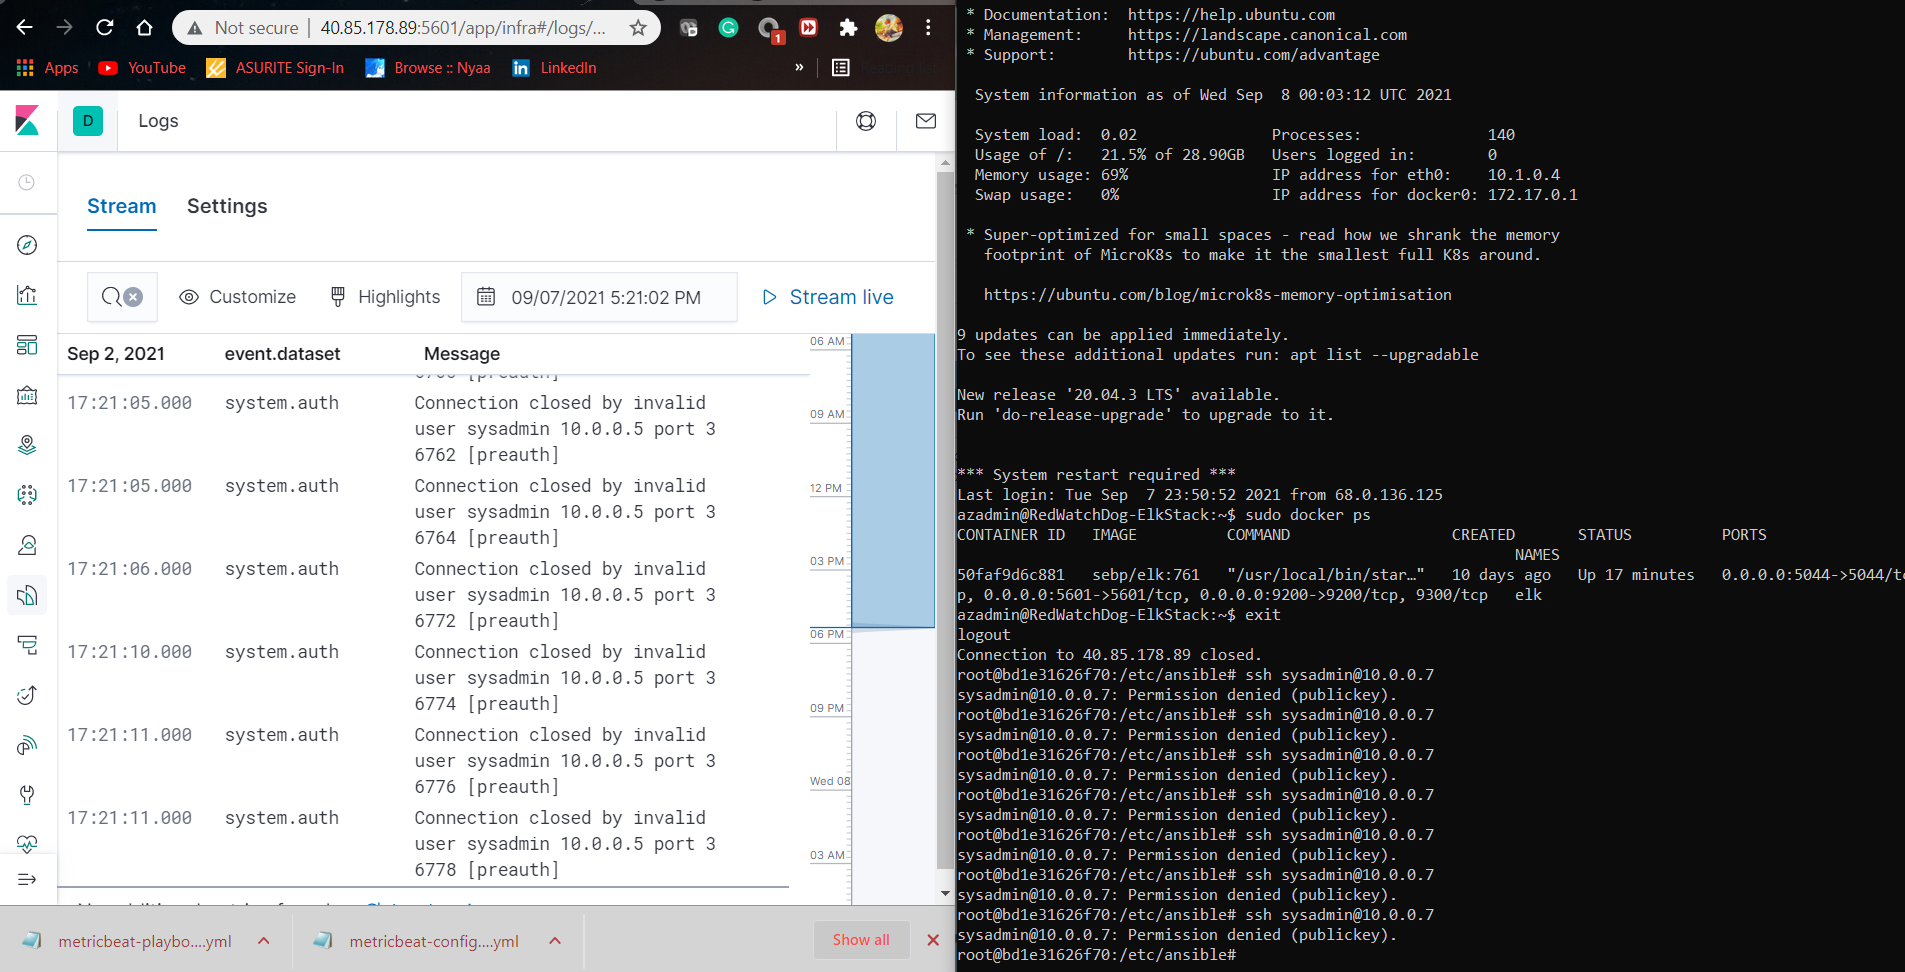 Not secure | 40.85.178.89:5601/app/infra#/logs/...
1
Apps YouTube ASURITE Sign-In Browse :: Nyaa LinkedIn »
D Logs
Stream Settings
Customize Highlights 09/07/2021 5:21:02 PM Stream live
Sep 2, 2021 event.dataset Message
[preauth]
17:21:05.000 system.auth Connection closed by invalid
user sysadmin 10.0.0.5 port 3
6762 [preauth]
17:21:05.000 system.auth Connection closed by invalid
user sysadmin 10.0.0.5 port 3
6764 [preauth]
17:21:06.000 system.auth Connection closed by invalid
user sysadmin 10.0.0.5 port 3
6772 [preauth]
17:21:10.000 system.auth Connection closed by invalid
user sysadmin 10.0.0.5 port 3
6774 [preauth]
17:21:11.000 system.auth Connection closed by invalid
user sysadmin 10.0.0.5 port 3
6776 [preauth]
17:21:11.000 system.auth Connection closed by invalid
user sysadmin 10.0.0.5 port 3
6778 [preauth]
06 AM
09 AM
12 PM
03 PM
06 PM
09 PM
Wed 08
03 AM
metricbeat-playbo....yml metricbeat-config....yml Show all
* Documentation: https://help.ubuntu.com
* Management: https://landscape.canonical.com
* Support: https://ubuntu.com/advantage
System information as of Wed Sep 8 00:03:12 UTC 2021
System load: 0.02 Processes: 140
Usage of /: 21.5% of 28.90GB Users logged in: 0
Memory usage: 69% IP address for eth0: 10.1.0.4
Swap usage: 0% IP address for docker0: 172.17.0.1
* Super-optimized for small spaces - read how we shrank the memory
footprint of MicroK8s to make it the smallest full K8s around.
https://ubuntu.com/blog/microk8s-memory-optimisation
9 updates can be applied immediately.
To see these additional updates run: apt list --upgradable
New release '20.04.3 LTS' available.
Run 'do-release-upgrade' to upgrade to it.
*** System restart required ***
Last login: Tue Sep 7 23:50:52 2021 from 68.0.136.125
azadmin@RedWatchDog-ElkStack:~$ sudo docker ps
CONTAINER ID IMAGE COMMAND CREATED STATUS PORTS
NAMES
50faf9d6c881 sebp/elk:761 "/usr/local/bin/star…" 10 days ago Up 17 minutes 0.0.0.0:5044->5044/tc
p, 0.0.0.0:5601->5601/tcp, 0.0.0.0:9200->9200/tcp, 9300/tcp elk
azadmin@RedWatchDog-ElkStack:~$ exit
logout
Connection to 40.85.178.89 closed.
root@bd1e31626f70:/etc/ansible# ssh sysadmin@10.0.0.7
sysadmin@10.0.0.7: Permission denied (publickey).
root@bd1e31626f70:/etc/ansible# ssh sysadmin@10.0.0.7
sysadmin@10.0.0.7: Permission denied (publickey).
root@bd1e31626f70:/etc/ansible# ssh sysadmin@10.0.0.7
sysadmin@10.0.0.7: Permission denied (publickey).
root@bd1e31626f70:/etc/ansible# ssh sysadmin@10.0.0.7
sysadmin@10.0.0.7: Permission denied (publickey).
root@bd1e31626f70:/etc/ansible# ssh sysadmin@10.0.0.7
sysadmin@10.0.0.7: Permission denied (publickey).
root@bd1e31626f70:/etc/ansible# ssh sysadmin@10.0.0.7
sysadmin@10.0.0.7: Permission denied (publickey).
root@bd1e31626f70:/etc/ansible# ssh sysadmin@10.0.0.7
sysadmin@10.0.0.7: Permission denied (publickey).
root@bd1e31626f70:/etc/ansible#